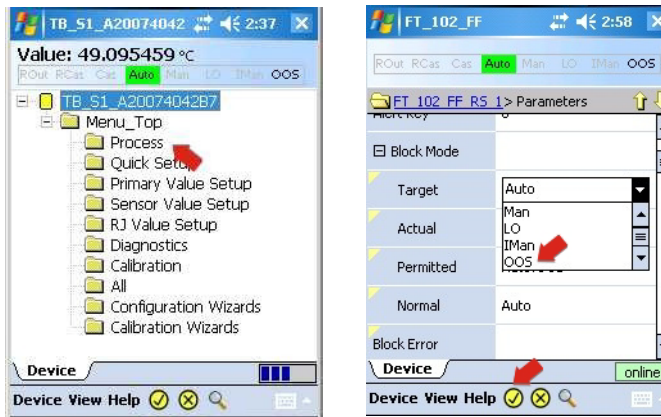 TB_S1_A20074042 2:37
Value: 49.095459 °C
ROut RCas Cas Auto Man LO IMan OOS
TB_S1_A20074042B7
Menu_Top
Process
Quick Setup
Primary Value Setup
Sensor Value Setup
RJ Value Setup
Diagnostics
Calibration
All
Configuration Wizards
Calibration Wizards
Device
Device View Help
FT_102_FF 2:58
ROut RCas Cas Auto Man LO IMan OOS
FT_102_FF_RS_1> Parameters
Alert Key 0
Block Mode
Target Auto
Man
Actual LO
IMan
Permitted OOS
Normal Auto
Block Error
Device online
Device View Help